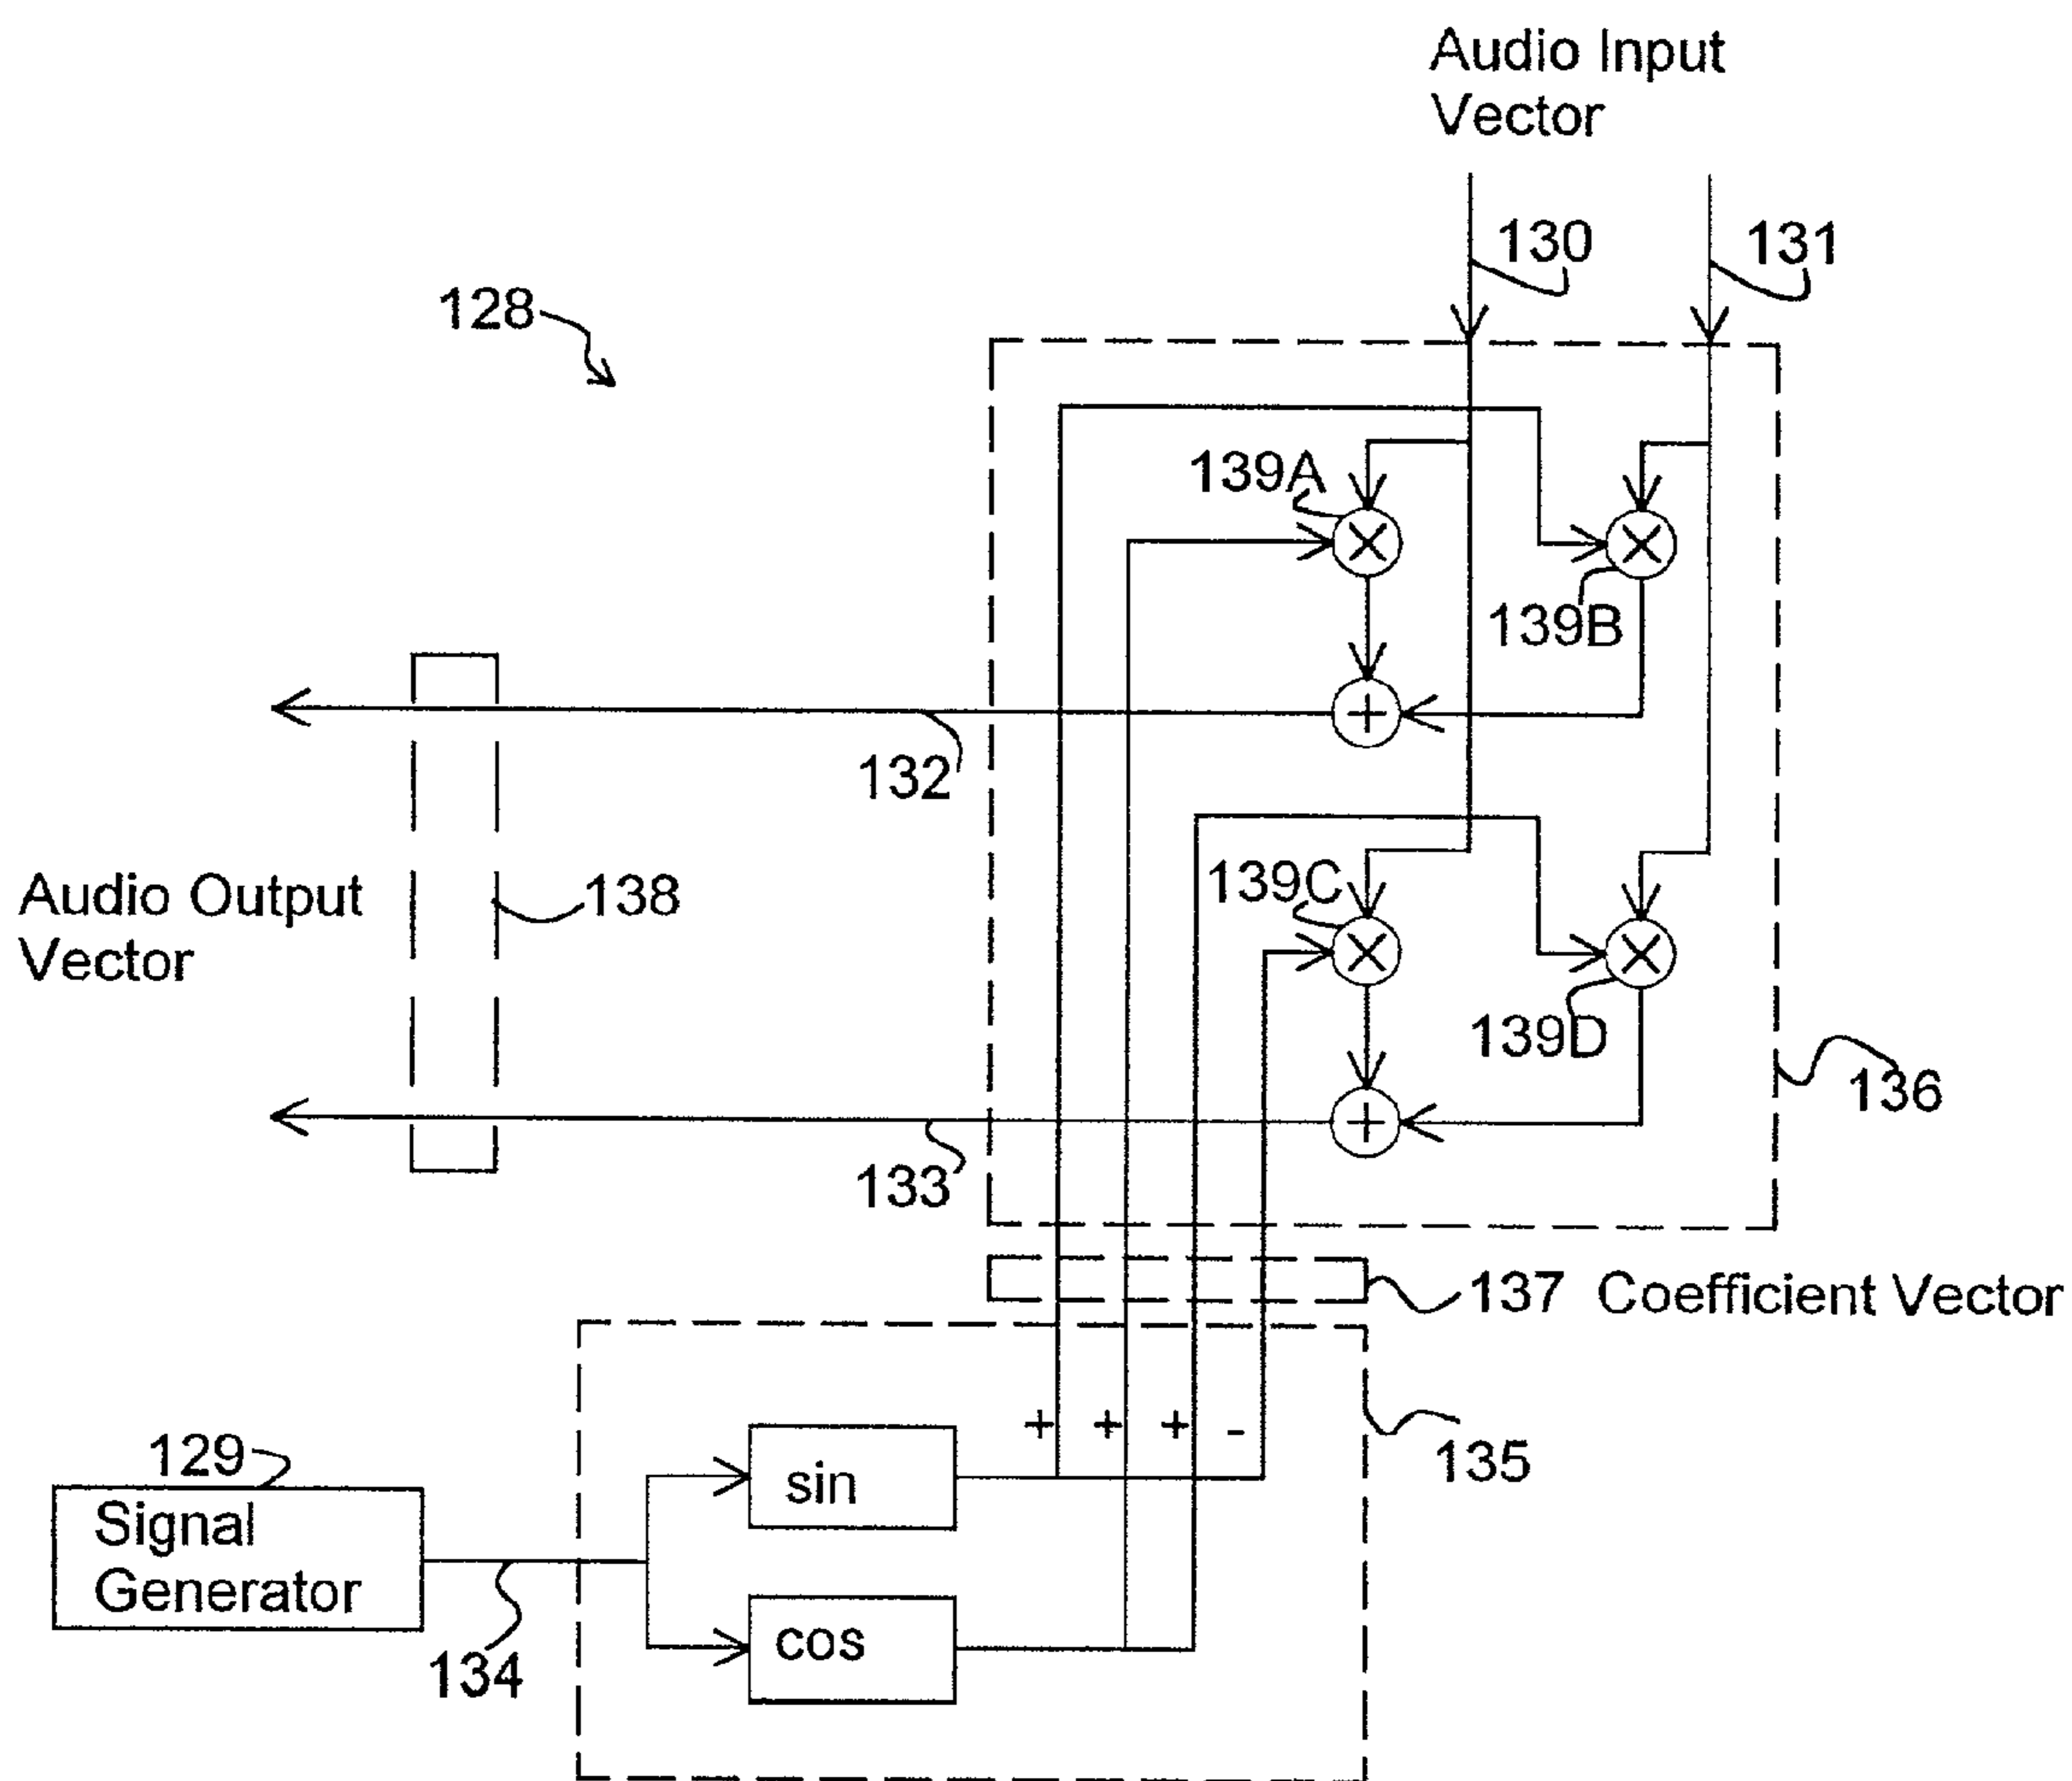 Audio Input
Vector
130
131
128
139A
139B
132
Audio Output
Vector
138
139C
139D
136
133
137 Coefficient Vector
+ + + -
135
129
Signal
Generator
sin
cos
134